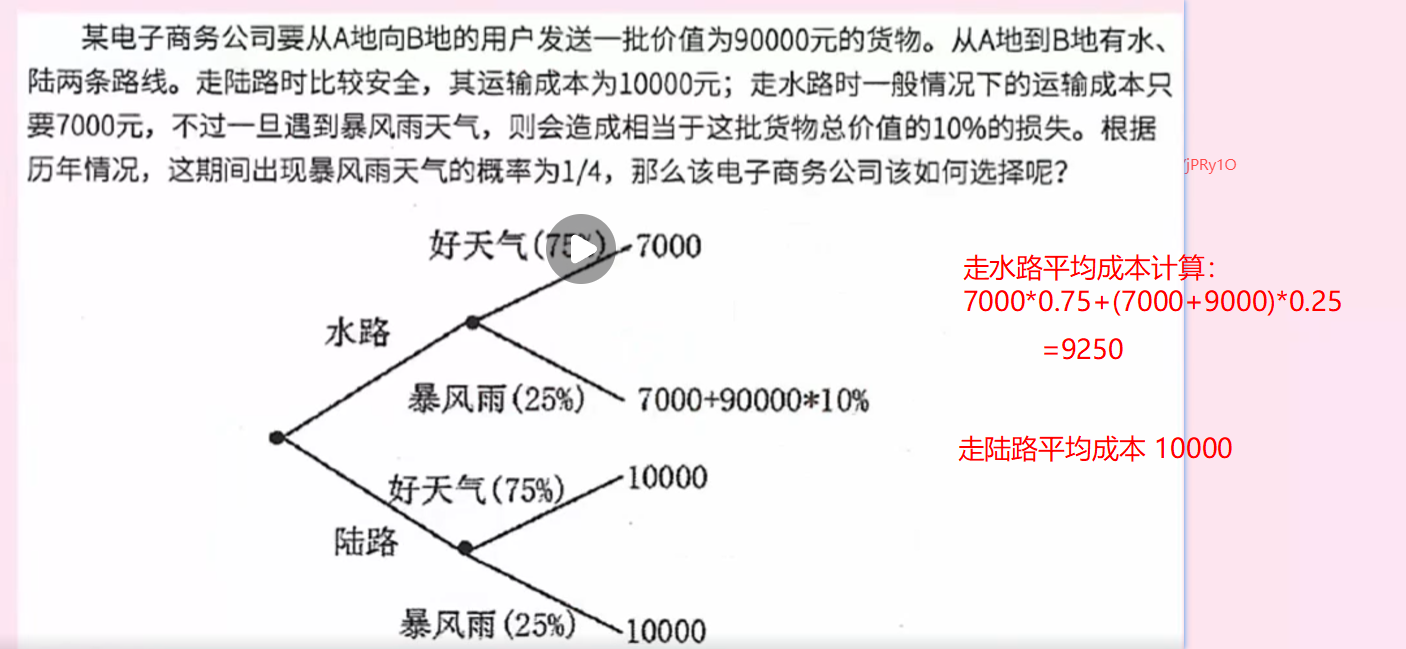 某电子商务公司要从A地向B地的用户发送一批价值为90000元的货物。从A地到B地有水、
陆两条路线。走陆路时比较安全，其运输成本为10000元；走水路时一般情况下的运输成本只
要7000元，不过一旦遇到暴风雨天气，则会造成相当于这批货物总价值的10%的损失。根据
历年情况，这期间出现暴风雨天气的概率为1/4，那么该电子商务公司该如何选择呢？
jPRy1O
好天气(75%)
7000
走水路平均成本计算：
7000*0.75+(7000+9000)*0.25
水路
=9250
暴风雨(25%)
7000+90000*10%
走陆路平均成本 10000
好天气(75%)
10000
陆路
暴风雨(25%)
10000